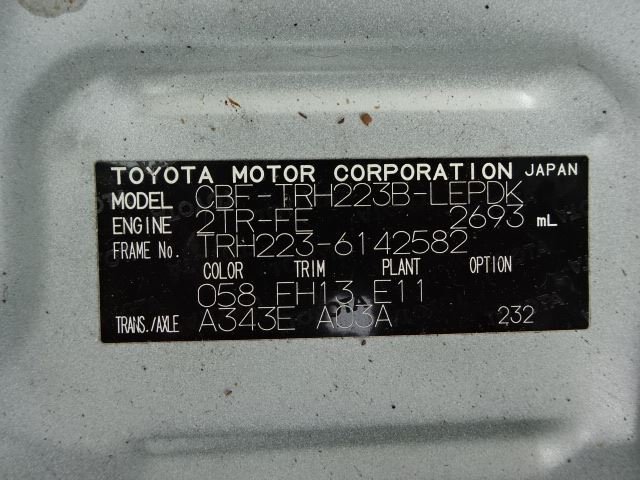 TOYOTA MOTOR CORPORATION JAPAN
MODEL CBF-TRH223B-LEPDK
ENGINE 2TR-FE 2693 mL
FRAME No. TRH223-6142582
COLOR TRIM PLANT OPTION
058 FH13 E11
TRANS./AXLE A343E A03A 232